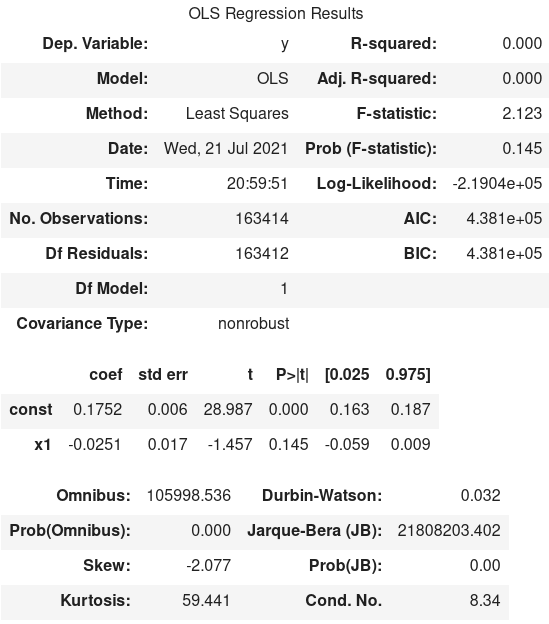 OLS Regression Results
Dep. Variable: y R-squared: 0.000
Model: OLS Adj. R-squared: 0.000
Method: Least Squares F-statistic: 2.123
Date: Wed, 21 Jul 2021 Prob (F-statistic): 0.145
Time: 20:59:51 Log-Likelihood: -2.1904e+05
No. Observations: 163414 AIC: 4.381e+05
Df Residuals: 163412 BIC: 4.381e+05
Df Model: 1
Covariance Type: nonrobust
coef std err t P>|t| [0.025 0.975]
const 0.1752 0.006 28.987 0.000 0.163 0.187
x1 -0.0251 0.017 -1.457 0.145 -0.059 0.009
Omnibus: 105998.536 Durbin-Watson: 0.032
Prob(Omnibus): 0.000 Jarque-Bera (JB): 21808203.402
Skew: -2.077 Prob(JB): 0.00
Kurtosis: 59.441 Cond. No. 8.34